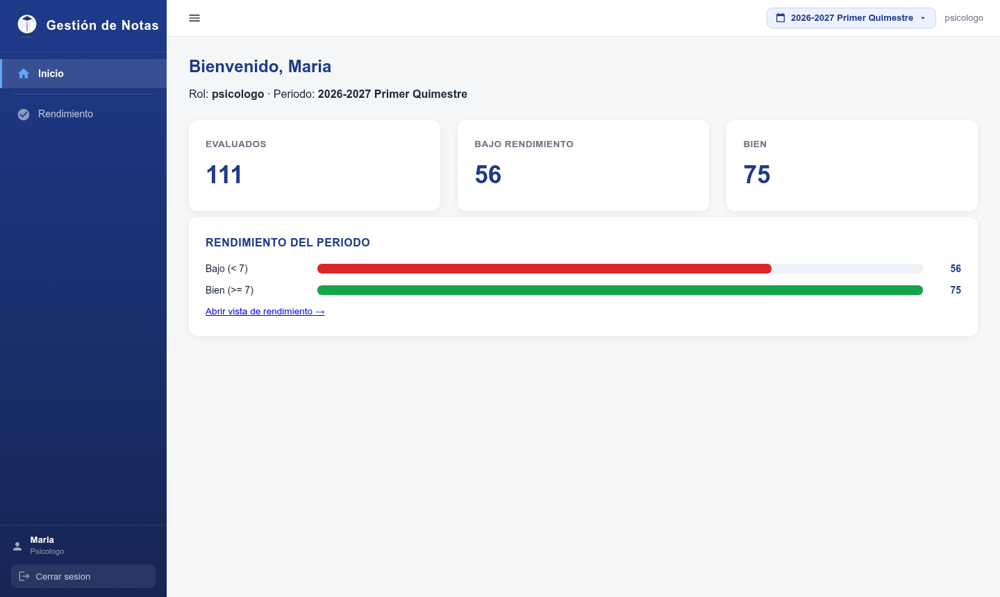 Gestión de Notas
Inicio
Rendimiento
2026-2027 Primer Quimestre
psicologo
Bienvenido, Maria
Rol: psicologo · Periodo: 2026-2027 Primer Quimestre
EVALUADOS
111
BAJO RENDIMIENTO
56
BIEN
75
RENDIMIENTO DEL PERIODO
Bajo (< 7) 56
Bien (>= 7) 75
Abrir vista de rendimiento →
Maria
Psicologo
Cerrar sesion